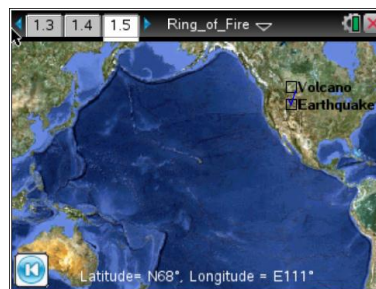 1.3 1.4 1.5 Ring_of_Fire
Volcano
Earthquake
Latitude= N68°, Longitude = E111°